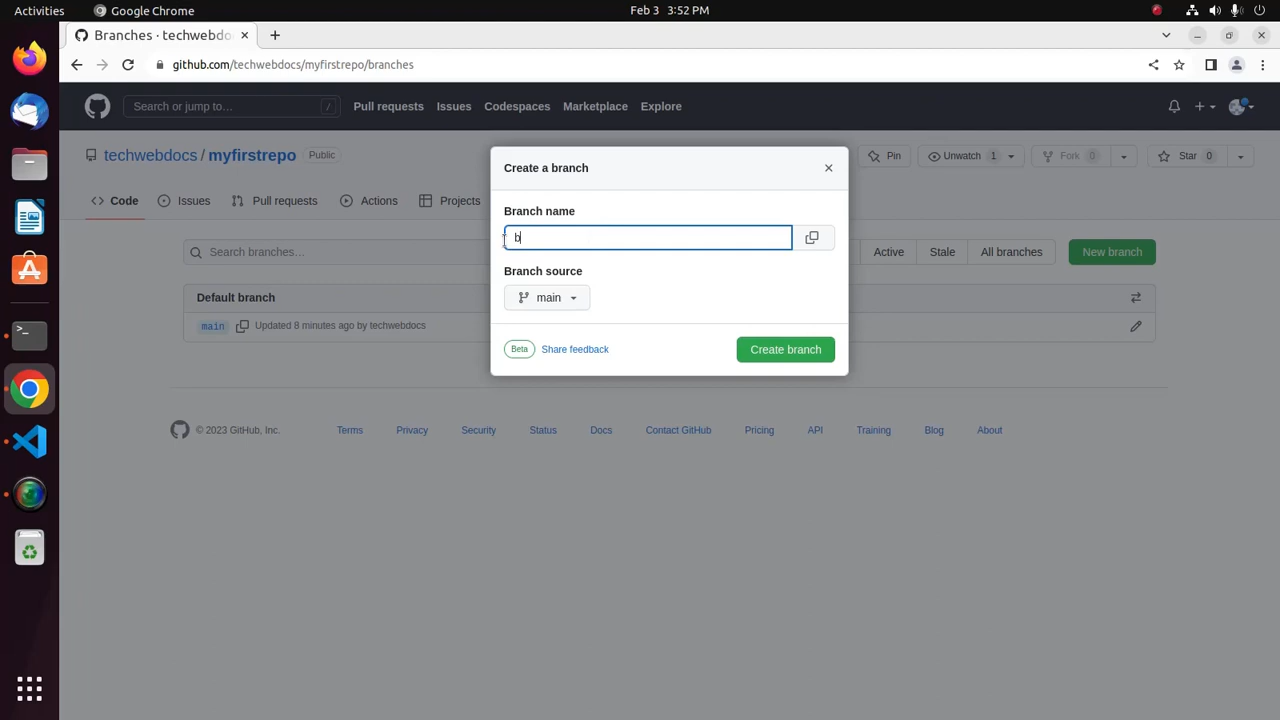 Activities
Google Chrome
Feb 3 3:52 PM
Branches · techwebdo
github.com/techwebdocs/myfirstrepo/branches
Search or jump to…
/
Pull requests
Issues
Codespaces
Marketplace
Explore
techwebdocs / myfirstrepo
Public
Pin
Unwatch 1
Fork 0
Star 0
Code
Issues
Pull requests
Actions
Projects
Create a branch
Branch name
b
Branch source
main
Beta
Share feedback
Create branch
Search branches…
Active
Stale
All branches
New branch
Default branch
main
Updated 8 minutes ago by techwebdocs
© 2023 GitHub, Inc.
Terms
Privacy
Security
Status
Docs
Contact GitHub
Pricing
API
Training
Blog
About